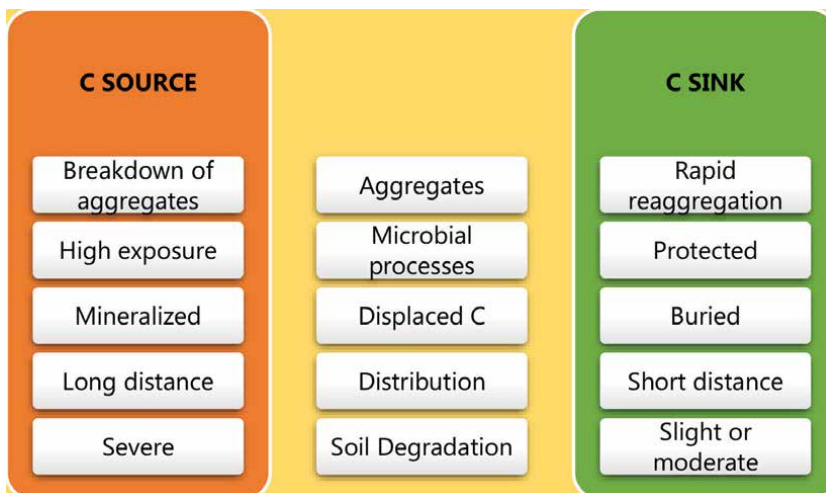 C SOURCE
C SINK
Breakdown of
aggregates
Aggregates
Rapid
reaggregation
High exposure
Microbial
processes
Protected
Mineralized
Displaced C
Buried
Long distance
Distribution
Short distance
Severe
Soil Degradation
Slight or
moderate